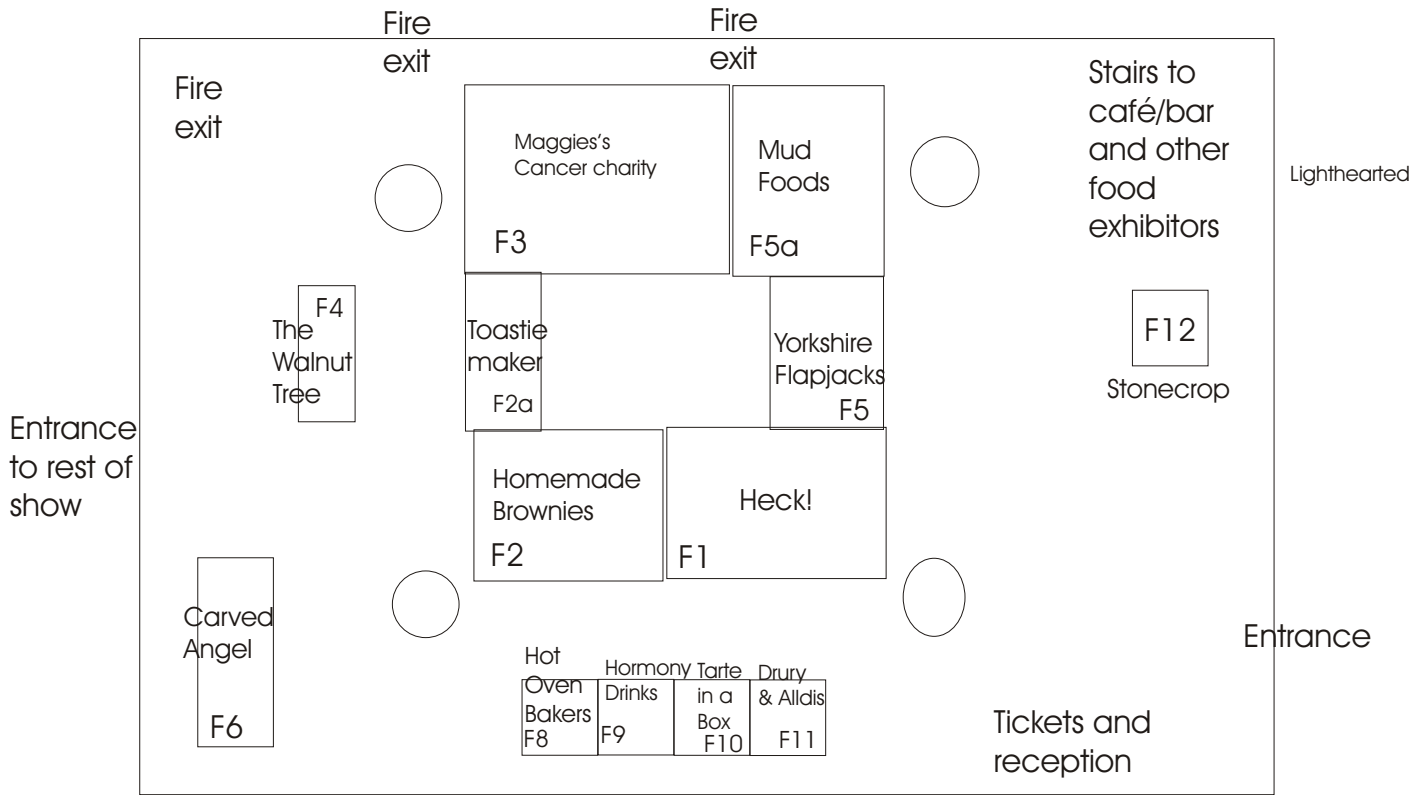 Fire
exit
Fire
exit
Fire
exit
Stairs to
café/bar
and other
food
exhibitors
Lighthearted
Maggies's
Cancer charity
F3
Mud
Foods
F5a
F4
The
Walnut
Tree
Toastie
maker
F2a
Yorkshire
Flapjacks
F5
F12
Stonecrop
Entrance
to rest of
show
Homemade
Brownies
F2
Heck!
F1
Carved
Angel
F6
Hot
Oven
Bakers
F8
Hormony
Drinks
F9
Tarte
in a
Box
F10
Drury
& Alldis
F11
Entrance
Tickets and
reception